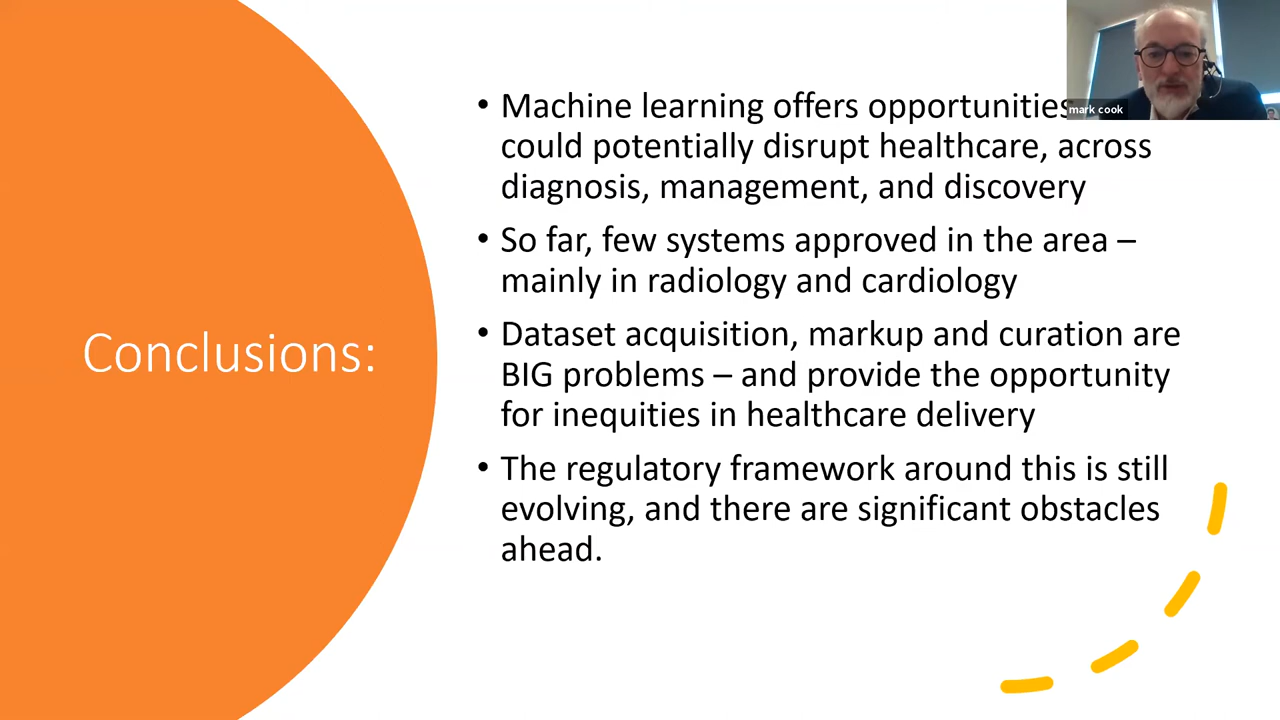 Conclusions:
• Machine learning offers opportunities
could potentially disrupt healthcare, across
diagnosis, management, and discovery
• So far, few systems approved in the area –
mainly in radiology and cardiology
• Dataset acquisition, markup and curation are
BIG problems – and provide the opportunity
for inequities in healthcare delivery
• The regulatory framework around this is still
evolving, and there are significant obstacles
ahead.
mark cook